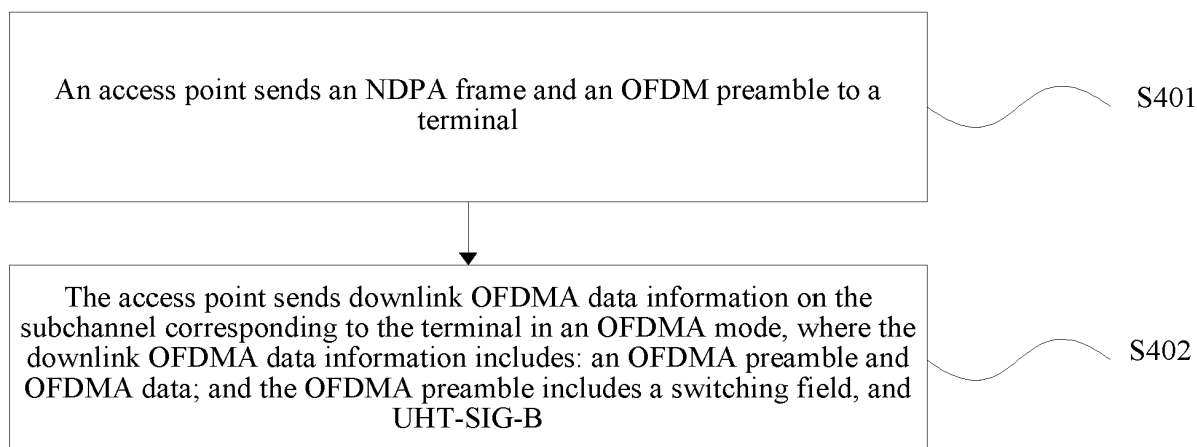 An access point sends an NDPA frame and an OFDM preamble to a
terminal
S401
The access point sends downlink OFDMA data information on the
subchannel corresponding to the terminal in an OFDMA mode, where the
downlink OFDMA data information includes: an OFDMA preamble and
OFDMA data; and the OFDMA preamble includes a switching field, and
UHT-SIG-B
S402